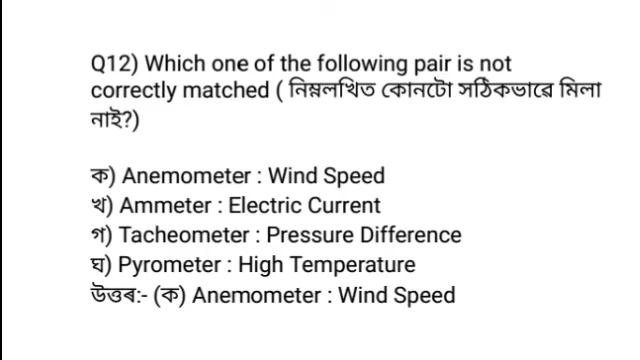 Q12) Which one of the following pair is not
correctly matched ( নিম্নলখিত কোনটো সঠিকভাৱে মিলা
নাই?)
ক) Anemometer : Wind Speed
খ) Ammeter : Electric Current
গ) Tacheometer : Pressure Difference
ঘ) Pyrometer : High Temperature
উত্তৰ:- (ক) Anemometer : Wind Speed